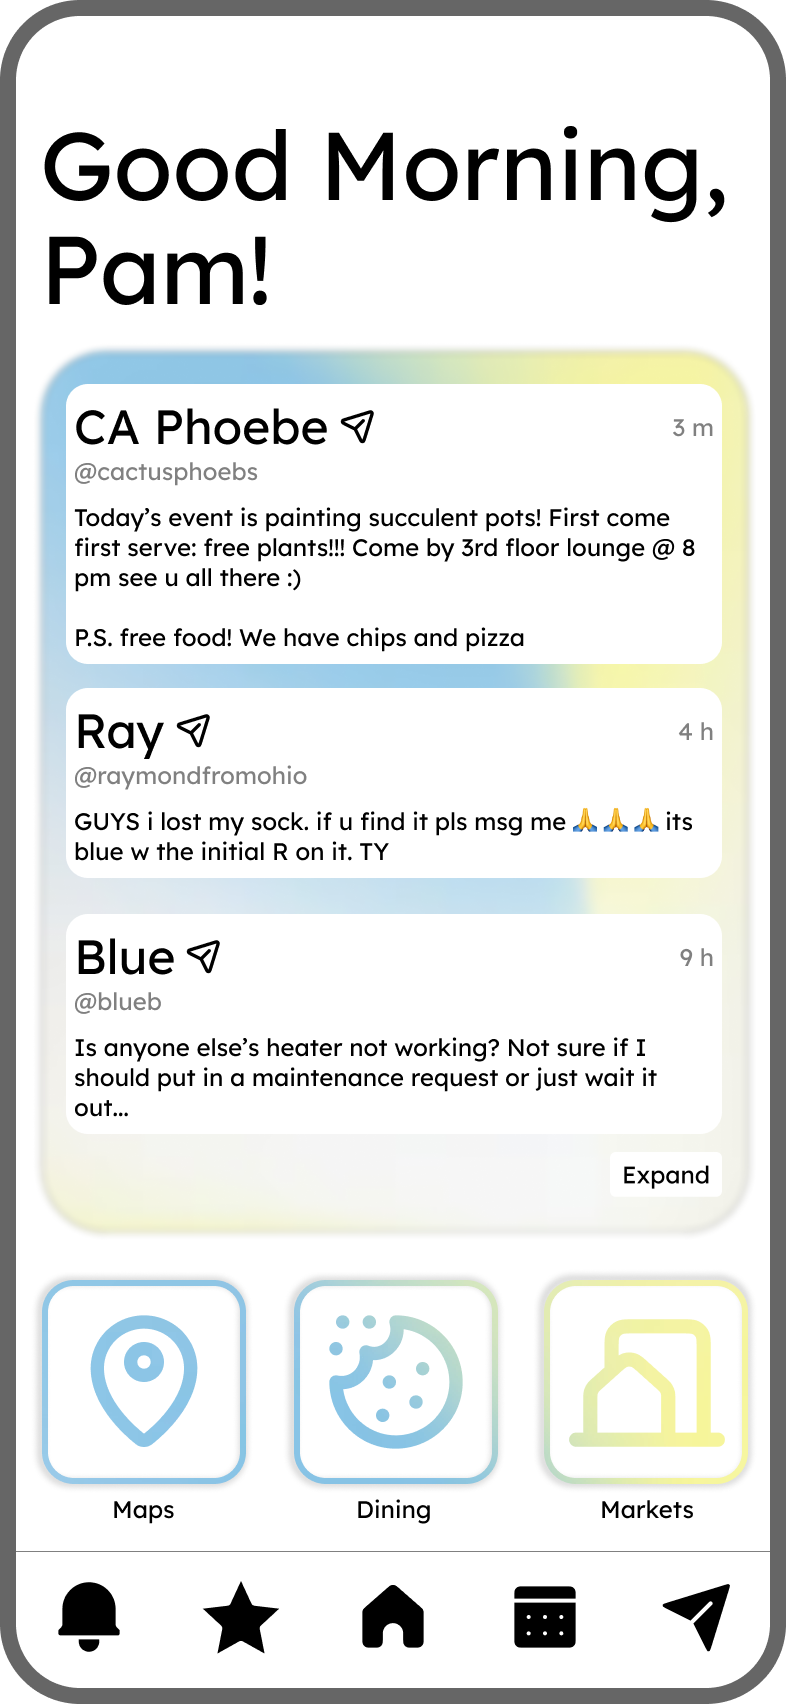 Good Morning,
Pam!
CA Phoebe
3 m
@cactusphoebs
Today’s event is painting succulent pots! First come
first serve: free plants!!! Come by 3rd floor lounge @ 8
pm see u all there :)
P.S. free food! We have chips and pizza
Ray
4 h
@raymondfromohio
GUYS i lost my sock. if u find it pls msg me 🙏🙏🙏 its
blue w the initial R on it. TY
Blue
9 h
@blueb
Is anyone else’s heater not working? Not sure if I
should put in a maintenance request or just wait it
out...
Expand
Maps
Dining
Markets